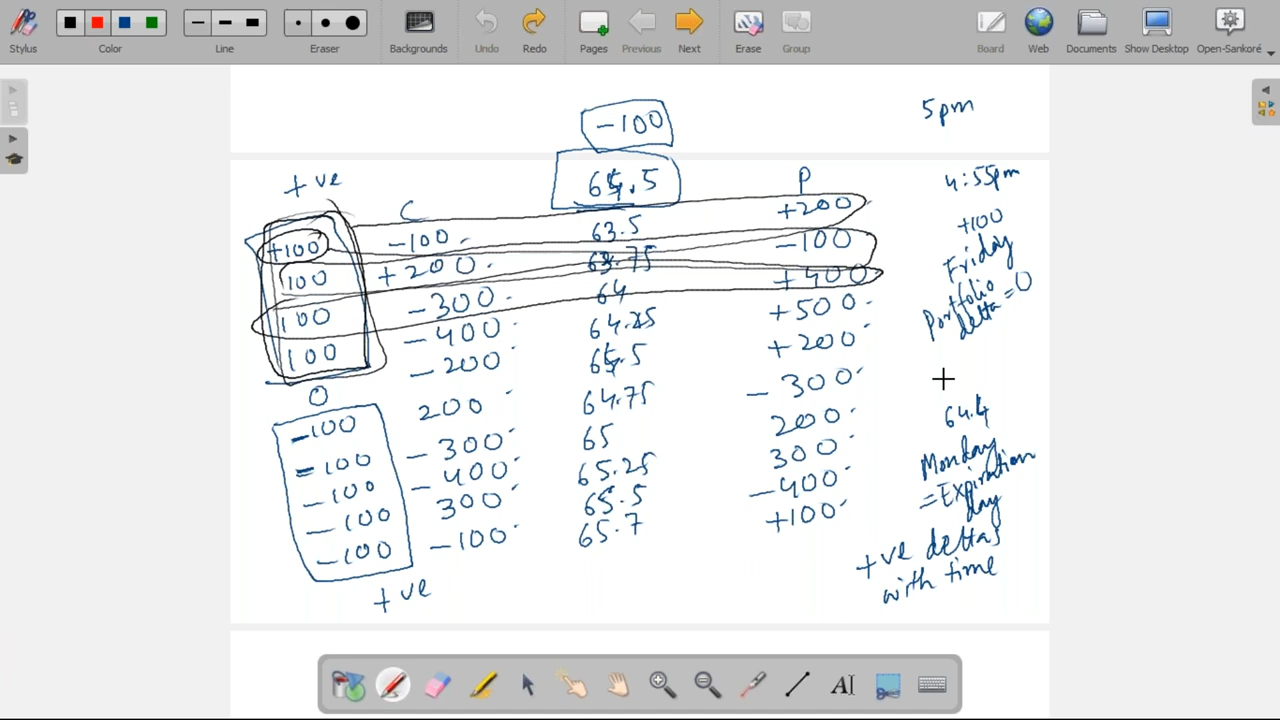 Stylus Color Line Eraser Backgrounds Undo Redo Pages Previous Next Erase Group Board Web Documents Show Desktop Open-Sankoré
-100 5pm
64.5 4:55pm
+ve C P
+100 -100 63.5 +200
100 +200 63.75 -100
100 -300 64 +400
100 -400 64.25 +500
0 -200 64.5 +200
-100 200 64.75 -300
-100 -300 65 200
-100 -400 65.25 300
-100 300 65.5 -400
-100 -100 65.7 +100
+ve
+100
Friday
Portfolio
delta=0
64.4
Monday
=Expiration
day
+ve deltas
with time